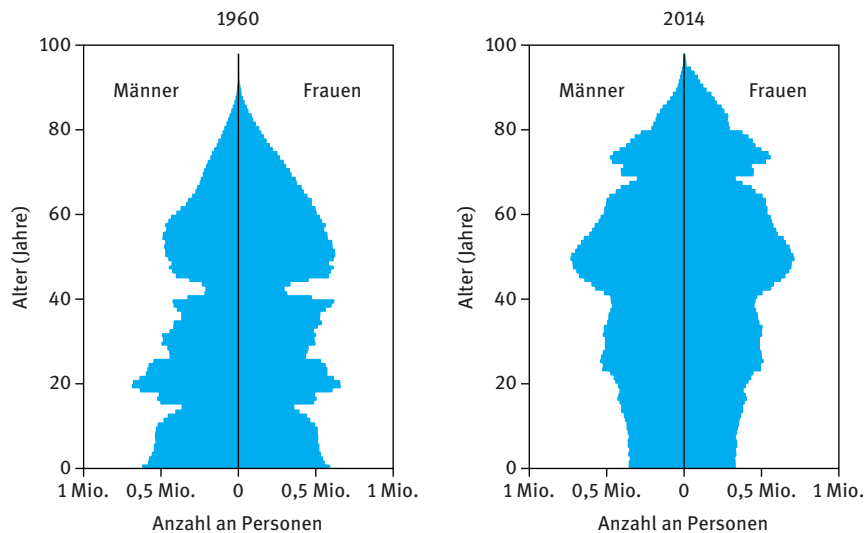 1960
100
80
60
40
20
0
Alter (Jahre)
Männer
Frauen
1 Mio.
0,5 Mio.
0
0,5 Mio.
1 Mio.
Anzahl an Personen
2014
100
80
60
40
20
0
Alter (Jahre)
Männer
Frauen
1 Mio.
0,5 Mio.
0
0,5 Mio.
1 Mio.
Anzahl an Personen